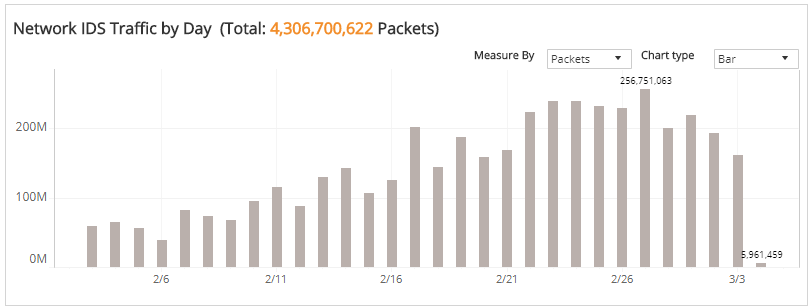 Network IDS Traffic by Day (Total: 4,306,700,622 Packets)
Measure By Packets Chart type Bar
256,751,063
200M
100M
0M
5,961,459
2/6 2/11 2/16 2/21 2/26 3/3